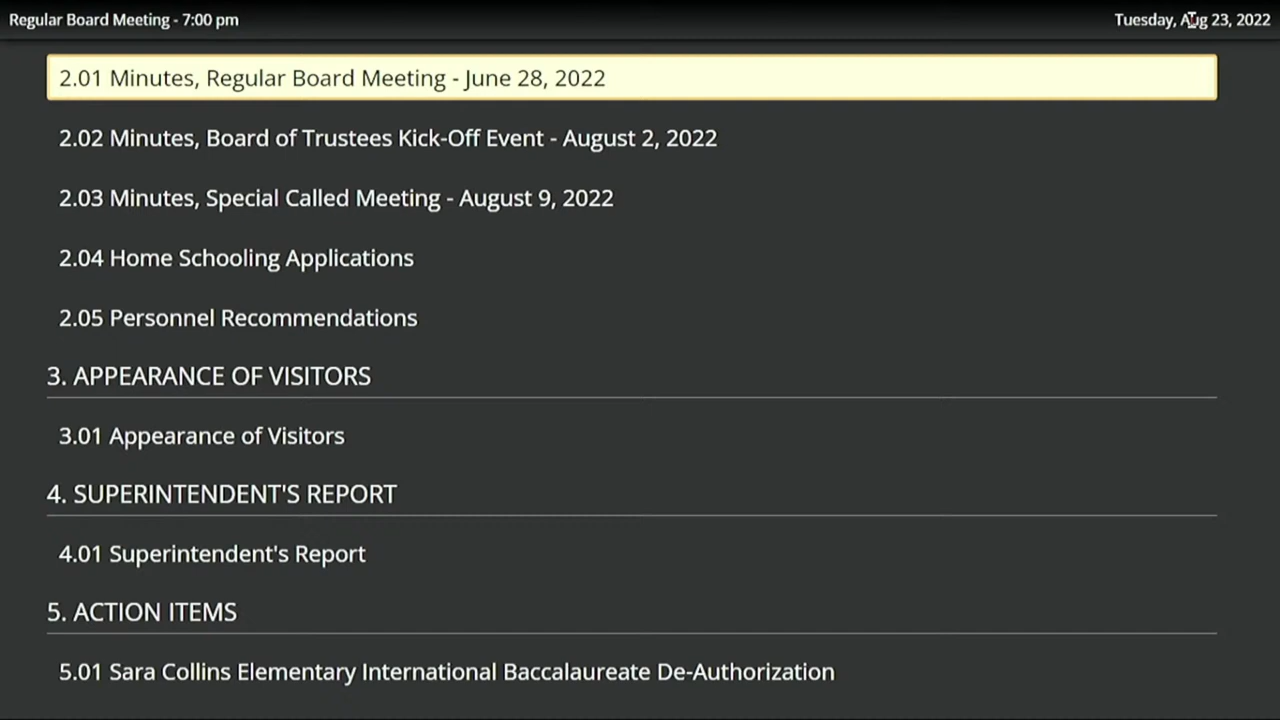 Regular Board Meeting - 7:00 pm
Tuesday, Aug 23, 2022
2.01 Minutes, Regular Board Meeting - June 28, 2022
2.02 Minutes, Board of Trustees Kick-Off Event - August 2, 2022
2.03 Minutes, Special Called Meeting - August 9, 2022
2.04 Home Schooling Applications
2.05 Personnel Recommendations
3. APPEARANCE OF VISITORS
3.01 Appearance of Visitors
4. SUPERINTENDENT'S REPORT
4.01 Superintendent's Report
5. ACTION ITEMS
5.01 Sara Collins Elementary International Baccalaureate De-Authorization